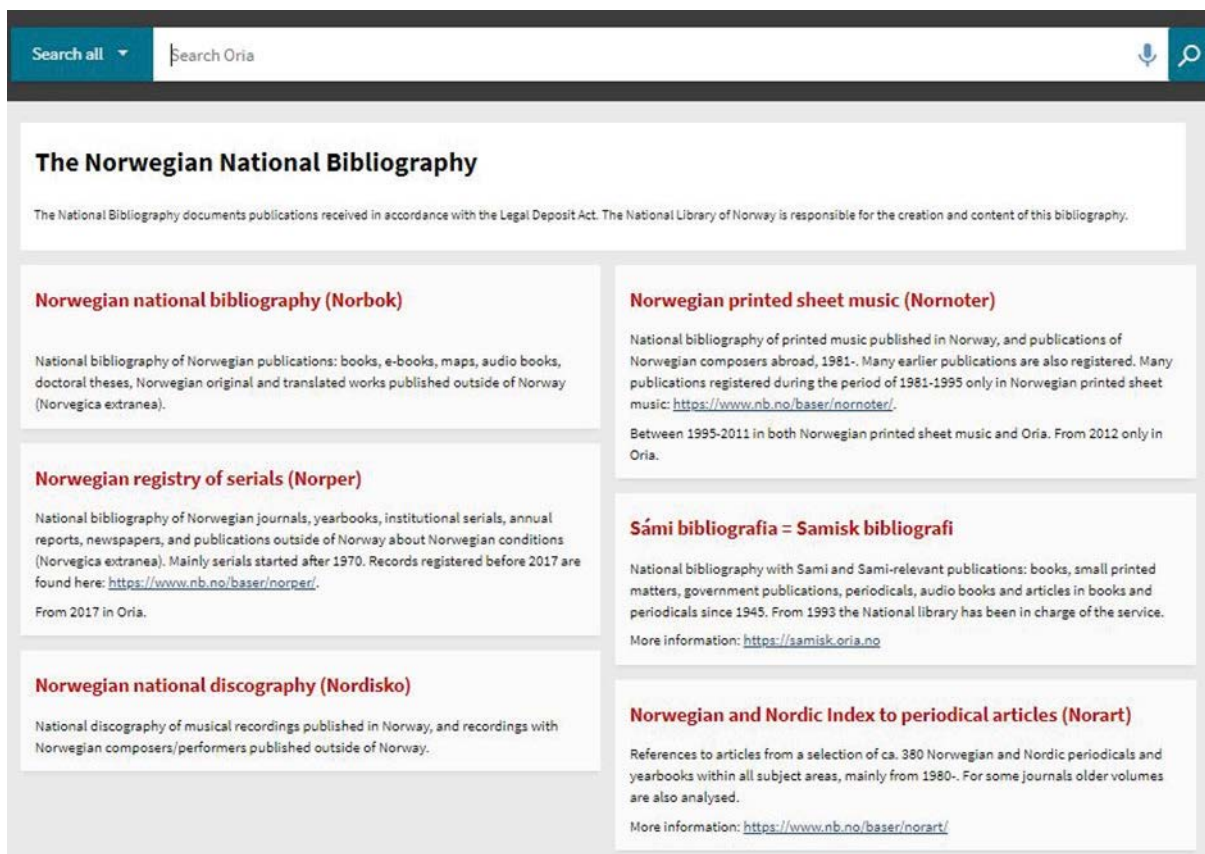 Search all
Search Oria
The Norwegian National Bibliography
The National Bibliography documents publications received in accordance with the Legal Deposit Act. The National Library of Norway is responsible for the creation and content of this bibliography.
Norwegian national bibliography (Norbok)
National bibliography of Norwegian publications: books, e-books, maps, audio books,
doctoral theses, Norwegian original and translated works published outside of Norway
(Norvegica extranea).
Norwegian registry of serials (Norper)
National bibliography of Norwegian journals, yearbooks, institutional serials, annual
reports, newspapers, and publications outside of Norway about Norwegian conditions
(Norvegica extranea). Mainly serials started after 1970. Records registered before 2017 are
found here: https://www.nb.no/baser/norper/.
From 2017 in Oria.
Norwegian national discography (Nordisko)
National discography of musical recordings published in Norway, and recordings with
Norwegian composers/performers published outside of Norway.
Norwegian printed sheet music (Nornoter)
National bibliography of printed music published in Norway, and publications of
Norwegian composers abroad, 1981-. Many earlier publications are also registered. Many
publications registered during the period of 1981-1995 only in Norwegian printed sheet
music: https://www.nb.no/baser/nornoter/.
Between 1995-2011 in both Norwegian printed sheet music and Oria. From 2012 only in
Oria.
Sámi bibliografia = Samisk bibliografi
National bibliography with Sami and Sami-relevant publications: books, small printed
matters, government publications, periodicals, audio books and articles in books and
periodicals since 1945. From 1993 the National library has been in charge of the service.
More information: https://samisk.oria.no
Norwegian and Nordic Index to periodical articles (Norart)
References to articles from a selection of ca. 380 Norwegian and Nordic periodicals and
yearbooks within all subject areas, mainly from 1980-. For some journals older volumes
are also analysed.
More information: https://www.nb.no/baser/norart/